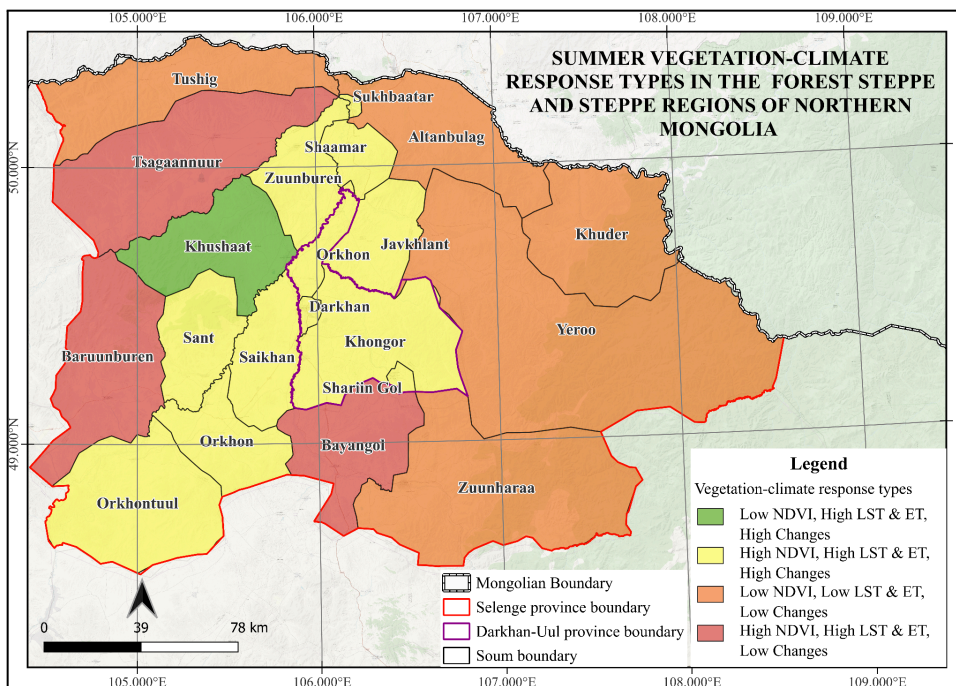 105.000°E 106.000°E 107.000°E 108.000°E 109.000°E
SUMMER VEGETATION-CLIMATE
RESPONSE TYPES IN THE FOREST STEPPE
AND STEPPE REGIONS OF NORTHERN
MONGOLIA
Tushig
Sukhbaatar
Altanbulag
Shaamar
Tsagaannuur
50.000°N
Zuunburen
Khuder
Khushaat
Orkhon
Javkhlant
Darkhan
Yeroo
Sant
Khongor
Baruunburen
Saikhan
Shariin Gol
49.000°N
Orkhon
Bayangol
Zuunharaa
Orkhontuul
Legend
Vegetation-climate response types
Low NDVI, High LST & ET,
High Changes
High NDVI, High LST & ET,
High Changes
Low NDVI, Low LST & ET,
Low Changes
High NDVI, High LST & ET,
Low Changes
Mongolian Boundary
Selenge province boundary
Darkhan-Uul province boundary
Soum boundary
0 39 78 km
105.000°E 106.000°E 107.000°E 108.000°E 109.000°E